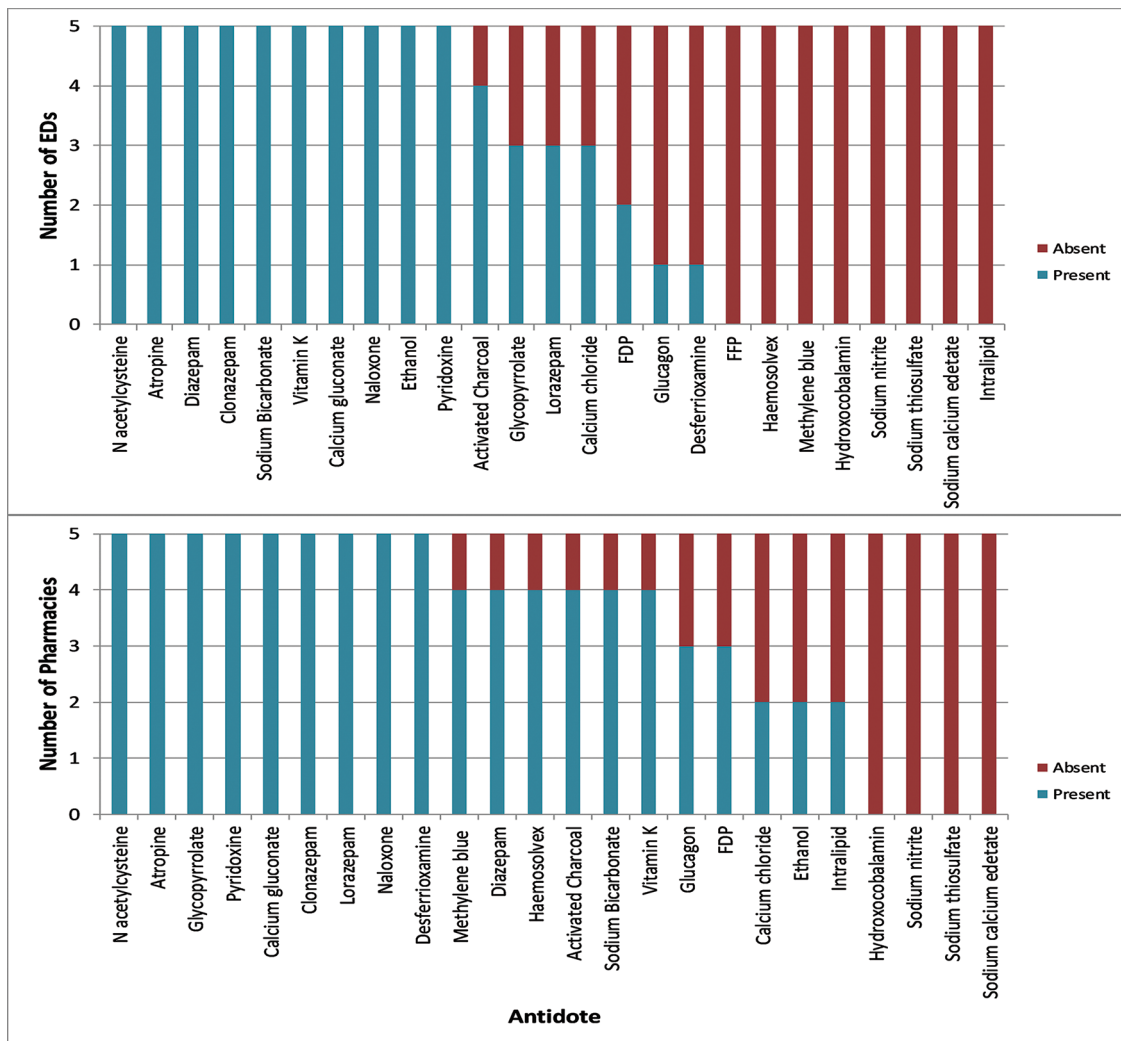 Number of EDs
5
4
3
2
1
0
N acetylcysteine
Atropine
Diazepam
Clonazepam
Sodium Bicarbonate
Vitamin K
Calcium gluconate
Naloxone
Ethanol
Pyridoxine
Activated Charcoal
Glycopyrrolate
Lorazepam
Calcium chloride
FDP
Glucagon
Desferrioxamine
FFP
Haemosolvex
Methylene blue
Hydroxocobalamin
Sodium nitrite
Sodium thiosulfate
Sodium calcium edetate
Intralipid
Absent
Present
Number of Pharmacies
5
4
3
2
1
0
N acetylcysteine
Atropine
Glycopyrrolate
Pyridoxine
Calcium gluconate
Clonazepam
Lorazepam
Naloxone
Desferrioxamine
Methylene blue
Diazepam
Haemosolvex
Activated Charcoal
Sodium Bicarbonate
Vitamin K
Glucagon
FDP
Calcium chloride
Ethanol
Intralipid
Hydroxocobalamin
Sodium nitrite
Sodium thiosulfate
Sodium calcium edetate
Absent
Present
Antidote